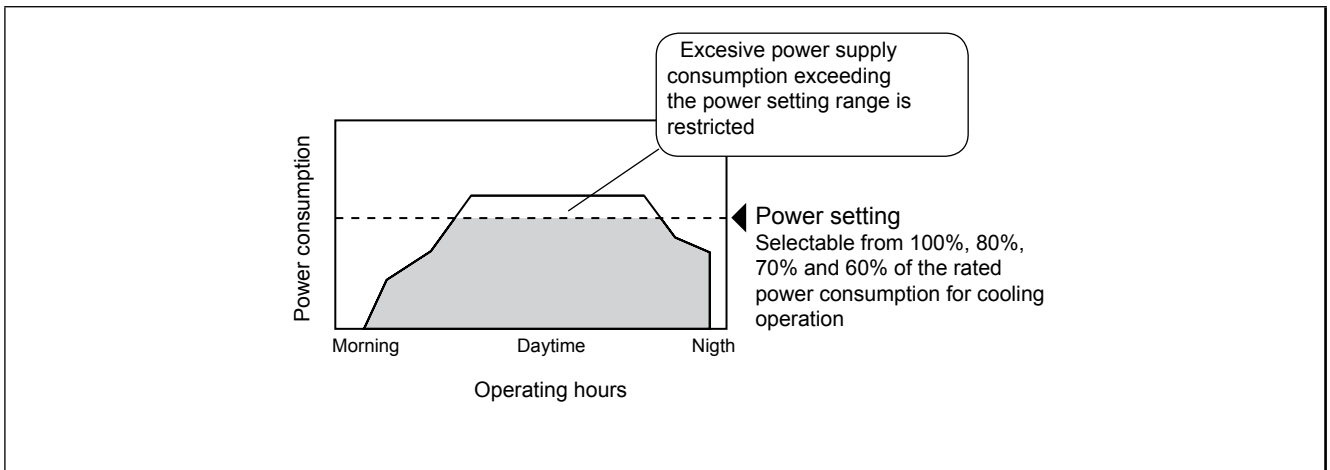 Excesive power supply
consumption exceeding
the power setting range is
restricted
Power consumption
Power setting
Selectable from 100%, 80%,
70% and 60% of the rated
power consumption for cooling
operation
Morning
Daytime
Nigth
Operating hours